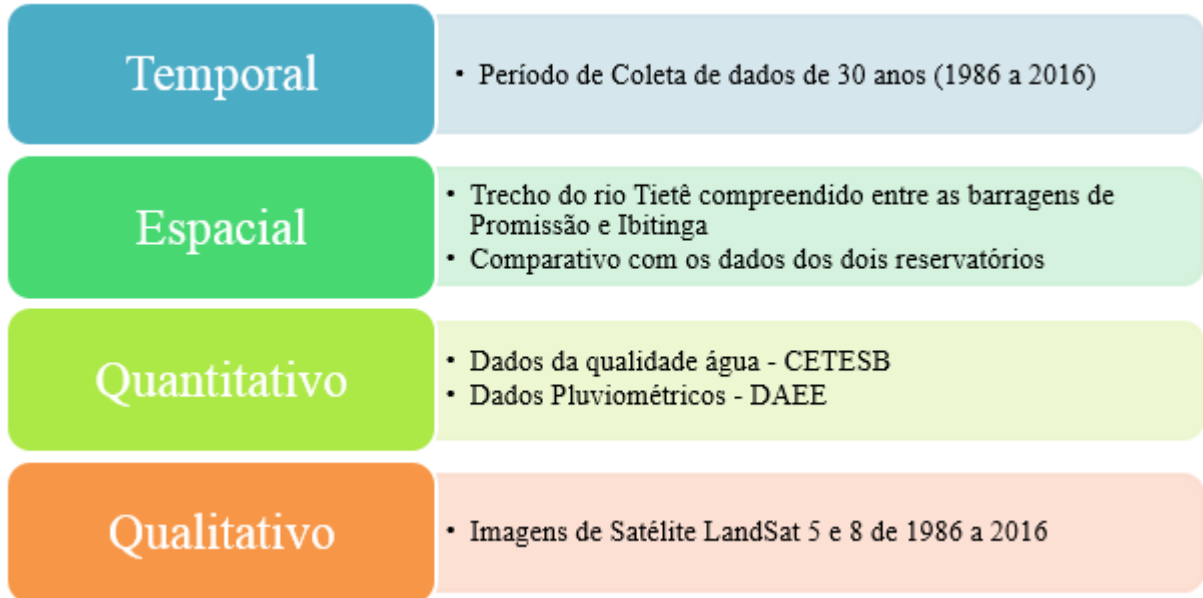 Temporal
• Período de Coleta de dados de 30 anos (1986 a 2016)
Espacial
• Trecho do rio Tietê compreendido entre as barragens de
Promissão e Ibitinga
• Comparativo com os dados dos dois reservatórios
Quantitativo
• Dados da qualidade água - CETESB
• Dados Pluviométricos - DAEE
Qualitativo
• Imagens de Satélite LandSat 5 e 8 de 1986 a 2016